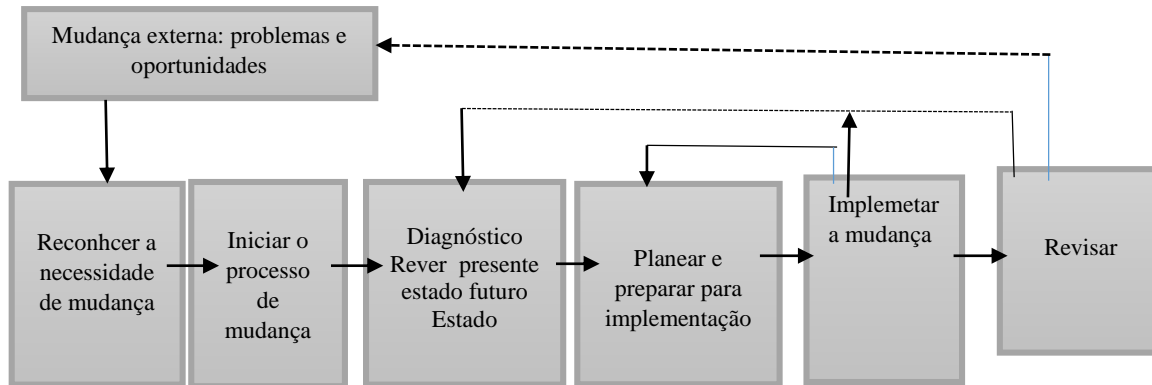 Mudança externa: problemas e
oportunidades
Reconhcer a
necessidade
de mudança
Iniciar o
processo
de
mudança
Diagnóstico
Rever presente
estado futuro
Estado
Planear e
preparar para
implementação
Implemetar
a mudança
Revisar